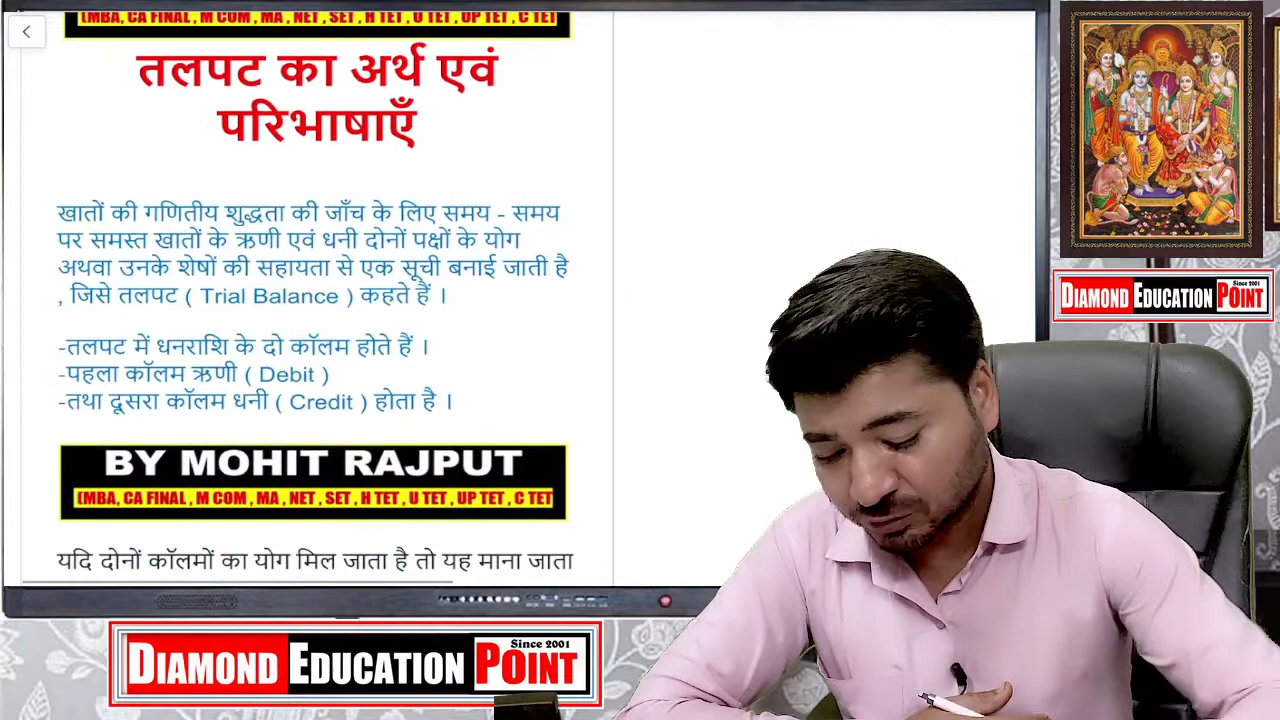 (MBA, CA FINAL , M COM , MA , NET , SET , H TET , U TET , UP TET , C TET
तलपट का अर्थ एवं
परिभाषाएँ
खातों की गणितीय शुद्धता की जाँच के लिए समय - समय
पर समस्त खातों के ऋणी एवं धनी दोनों पक्षों के योग
अथवा उनके शेषों की सहायता से एक सूची बनाई जाती है
, जिसे तलपट ( Trial Balance ) कहते हैं ।
-तलपट में धनराशि के दो कॉलम होते हैं ।
-पहला कॉलम ऋणी ( Debit )
-तथा दूसरा कॉलम धनी ( Credit ) होता है ।
BY MOHIT RAJPUT
(MBA, CA FINAL , M COM , MA , NET , SET , H TET , U TET , UP TET , C TET
यदि दोनों कॉलमों का योग मिल जाता है तो यह माना जाता
Since 2001
DIAMOND EDUCATION POINT
Since 2001
DIAMOND EDUCATION POINT